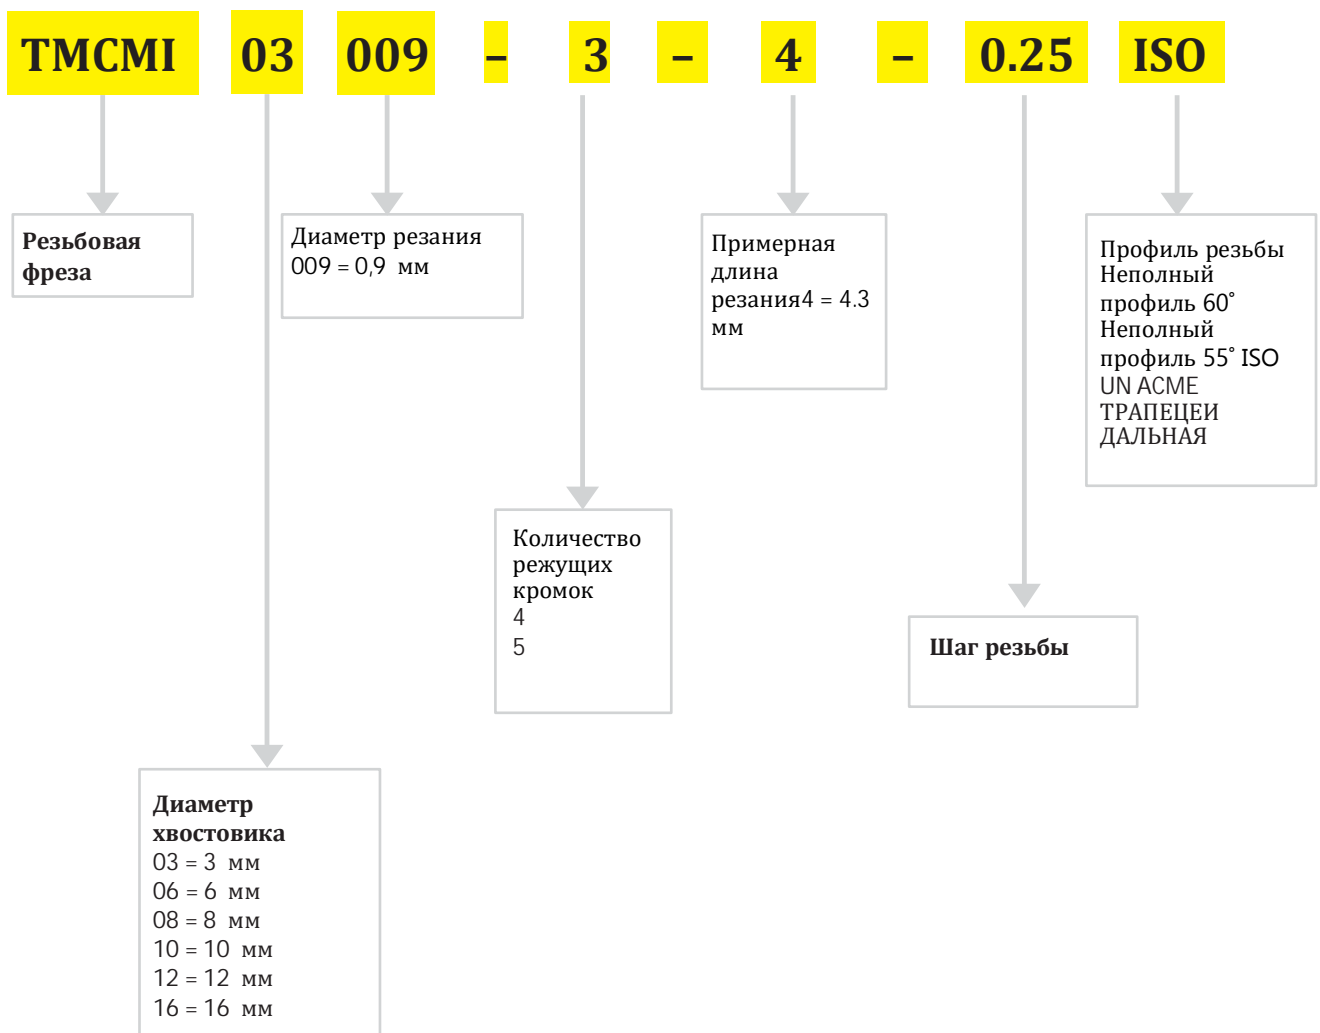 TMCMI 03 009 – 3 – 4 – 0.25 ISO
Резьбовая
фреза
Диаметр резания
009 = 0,9 мм
Примерная
длина
резания4 = 4.3
мм
Профиль резьбы
Неполный
профиль 60°
Неполный
профиль 55° ISO
UN ACME
ТРАПЕЦЕИ
ДАЛЬНАЯ
Количество
режущих
кромок
4
5
Шаг резьбы
Диаметр
хвостовика
03 = 3 мм
06 = 6 мм
08 = 8 мм
10 = 10 мм
12 = 12 мм
16 = 16 мм